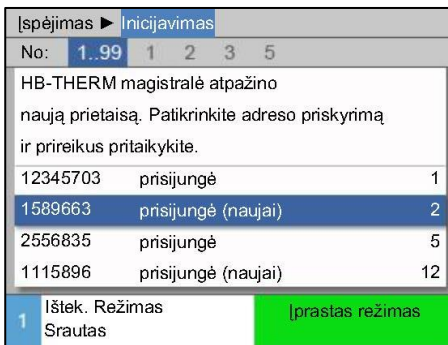 Įspėjimas ► Inicijavimas
No: 1..99 1 2 3 5
HB-THERM magistralė atpažino
naują prietaisą. Patikrinkite adreso priskyrimą
ir prireikus pritaikykite.
12345703 prisijungė 1
1589663 prisijungė (naujai) 2
2556835 prisijungė 5
1115896 prisijungė (naujai) 12
1 Ištek. Režimas Įprastas režimas
Srautas